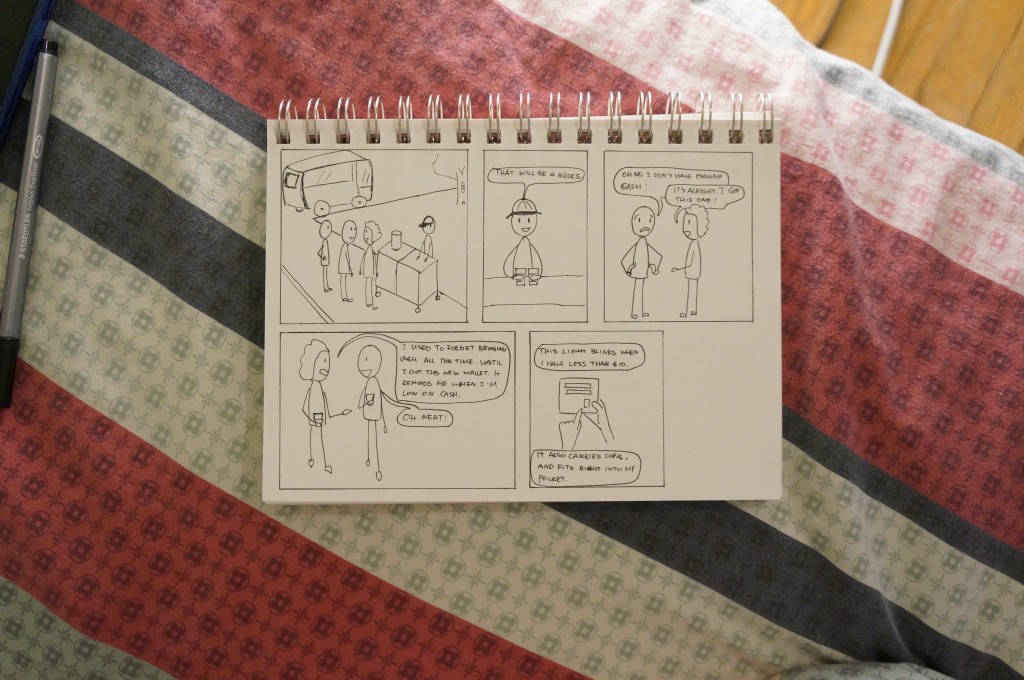 THAT WILL BE 4 BUCKS.
OH NO, I DON'T HAVE ENOUGH
CASH!
IT'S ALRIGHT. I GOT
THIS ONE!
I USED TO FORGET BRINGING
CASH ALL THE TIME. UNTIL
I GOT THIS NEW WALLET. IT
REMINDS ME WHEN I'M
LOW ON CASH.
OH NEAT!
THIS LIGHT BLINKS WHEN
I HAVE LESS THAN $10.
IT ALSO CARRIES COINS,
AND FITS RIGHT INTO MY
POCKET.
STAEDTLER